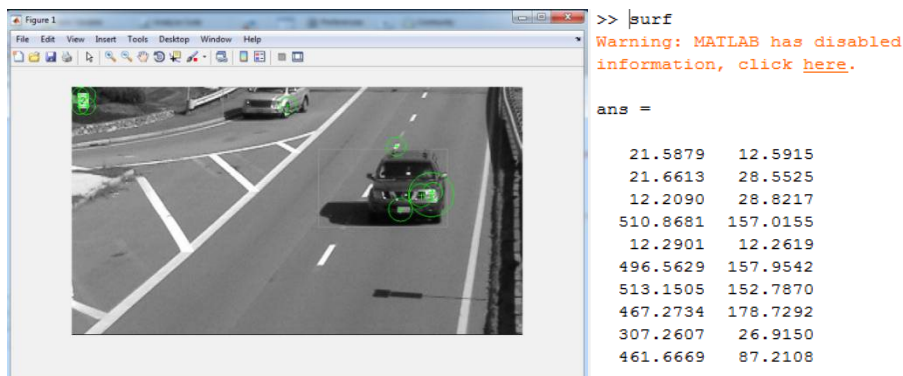 Figure 1
File Edit View Insert Tools Desktop Window Help
>> surf
Warning: MATLAB has disabled
information, click here.
ans =
21.5879 12.5915
21.6613 28.5525
12.2090 28.8217
510.8681 157.0155
12.2901 12.2619
496.5629 157.9542
513.1505 152.7870
467.2734 178.7292
307.2607 26.9150
461.6669 87.2108